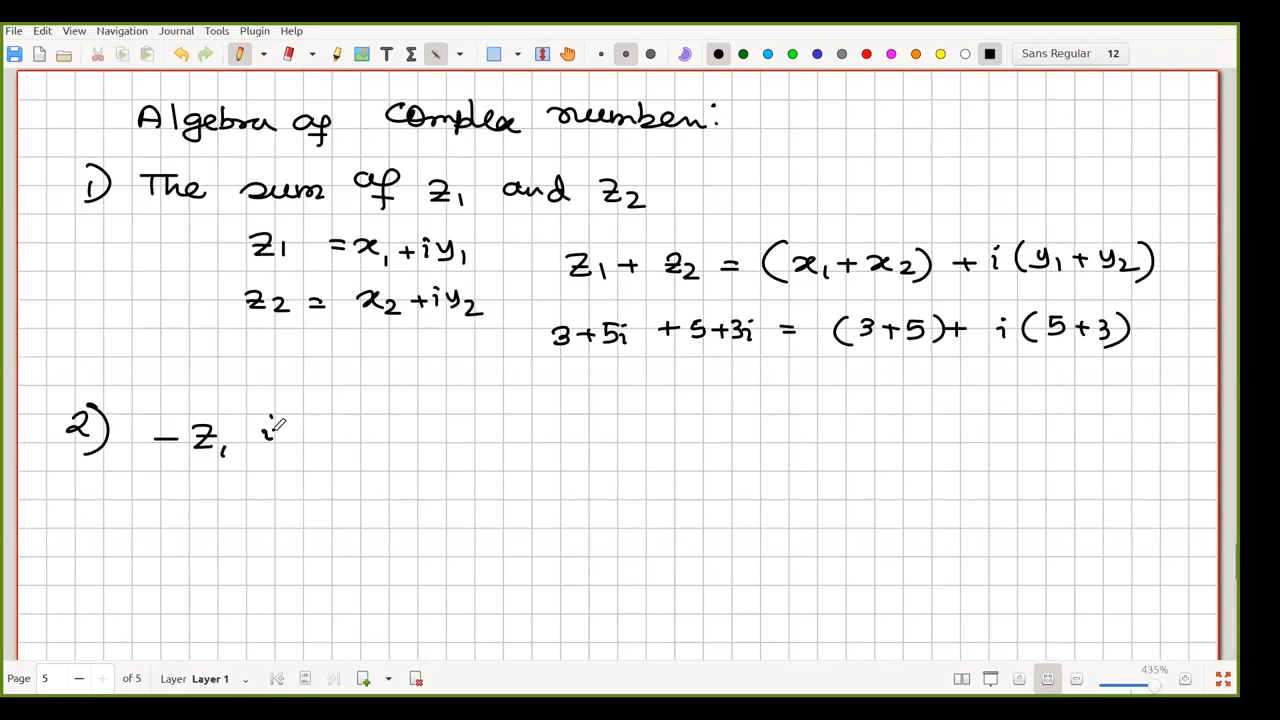 File Edit View Navigation Journal Tools Plugin Help
Sans Regular 12
Algebra of Complex number:
1) The sum of z₁ and z₂
z₁ = x₁ + iy₁
z₂ = x₂ + iy₂
z₁ + z₂ = (x₁ + x₂) + i(y₁ + y₂)
3+5i + 5+3i = (3+5) + i(5+3)
2) -z₁ i
435%
Page 5 of 5 Layer Layer 1